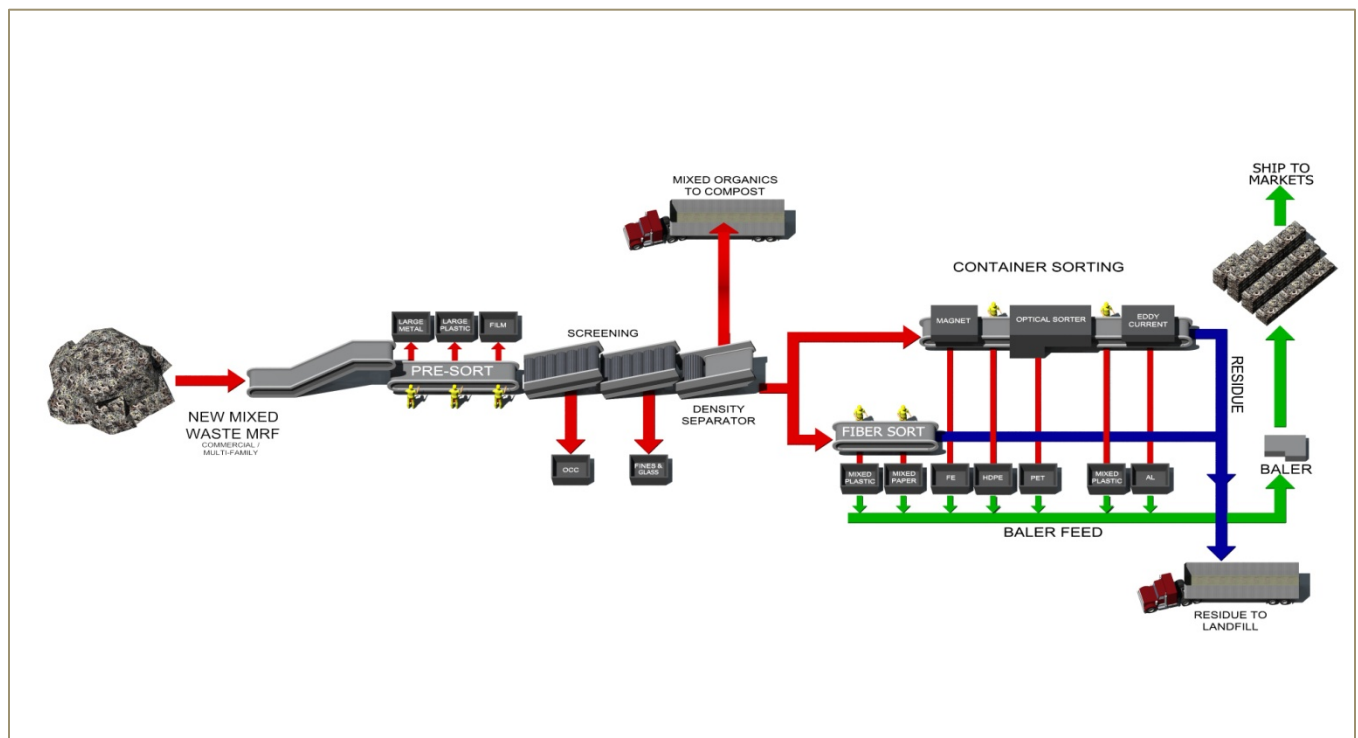 NEW MIXED
WASTE MRF
COMMERCIAL /
MULTI-FAMILY
LARGE
METAL
LARGE
PLASTIC
FILM
PRE-SORT
SCREENING
OCC
FINES &
GLASS
MIXED ORGANICS
TO COMPOST
DENSITY
SEPARATOR
CONTAINER SORTING
MAGNET
OPTICAL SORTER
EDDY
CURRENT
FIBER SORT
MIXED
PLASTIC
MIXED
PAPER
FE
HDPE
PET
MIXED
PLASTIC
AL
BALER FEED
RESIDUE
RESIDUE TO
LANDFILL
BALER
SHIP TO
MARKETS